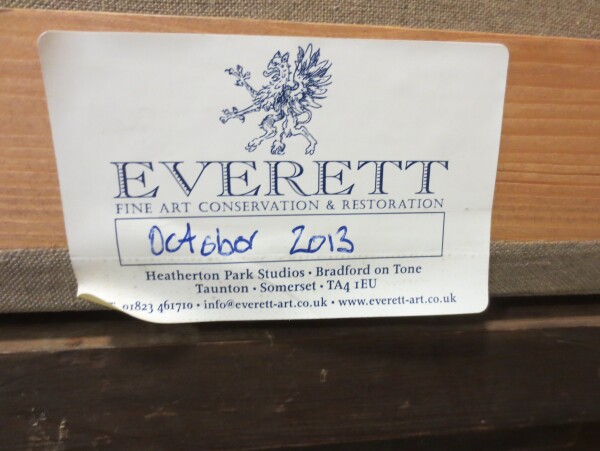 EVERETT
FINE ART CONSERVATION & RESTORATION
October 2013
Heatherton Park Studios • Bradford on Tone
Taunton • Somerset • TA4 1EU
01823 461710 • info@everett-art.co.uk • www.everett-art.co.uk